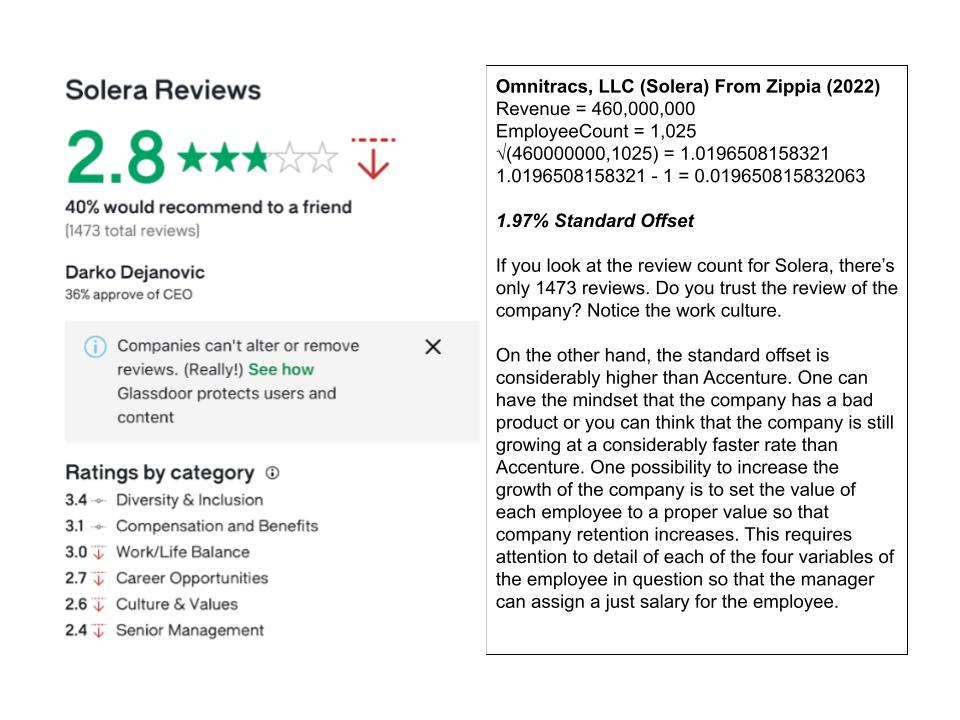 Solera Reviews
2.8
40% would recommend to a friend
(1473 total reviews)
Darko Dejanovic
36% approve of CEO
Companies can't alter or remove
reviews. (Really!) See how
Glassdoor protects users and
content
Ratings by category
3.4 Diversity & Inclusion
3.1 Compensation and Benefits
3.0 Work/Life Balance
2.7 Career Opportunities
2.6 Culture & Values
2.4 Senior Management
Omnitracs, LLC (Solera) From Zippia (2022)
Revenue = 460,000,000
EmployeeCount = 1,025
√(460000000,1025) = 1.0196508158321
1.0196508158321 - 1 = 0.019650815832063
1.97% Standard Offset
If you look at the review count for Solera, there's
only 1473 reviews. Do you trust the review of the
company? Notice the work culture.
On the other hand, the standard offset is
considerably higher than Accenture. One can
have the mindset that the company has a bad
product or you can think that the company is still
growing at a considerably faster rate than
Accenture. One possibility to increase the
growth of the company is to set the value of
each employee to a proper value so that
company retention increases. This requires
attention to detail of each of the four variables of
the employee in question so that the manager
can assign a just salary for the employee.